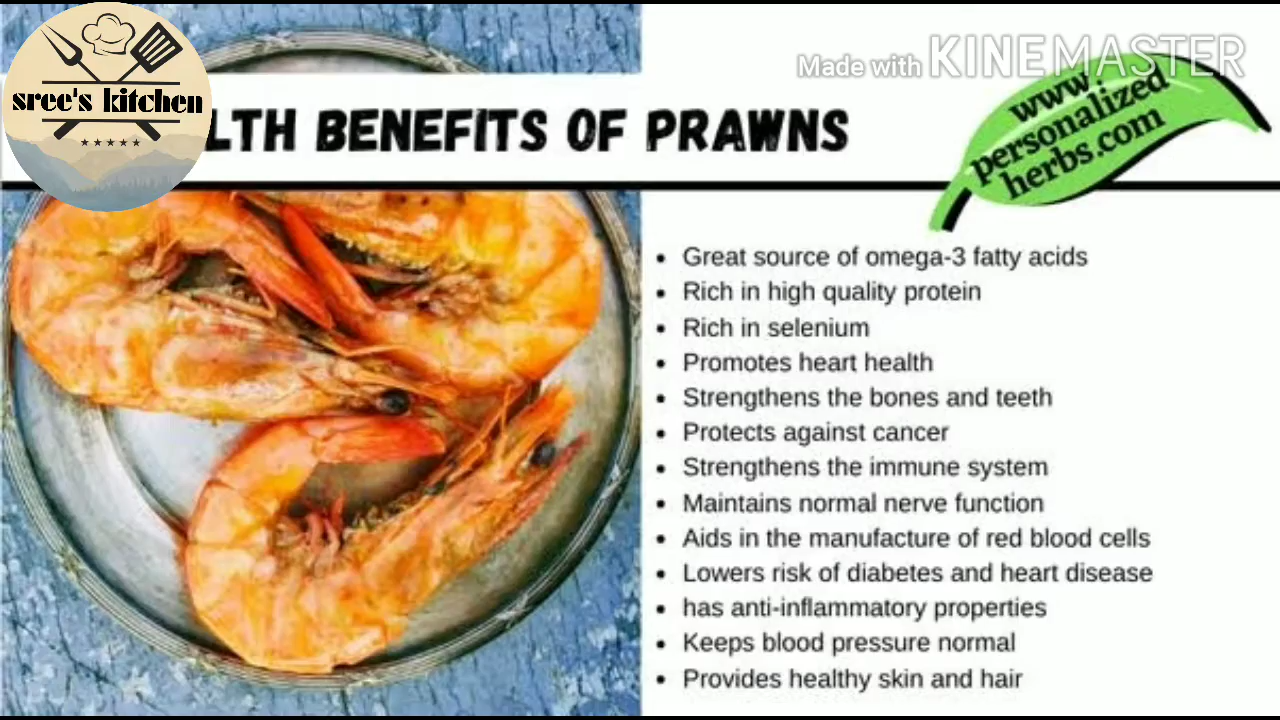 sree's kitchen
Made with KINEMASTER
LTH BENEFITS OF PRAWNS
www.
personalized
herbs.com
• Great source of omega-3 fatty acids
• Rich in high quality protein
• Rich in selenium
• Promotes heart health
• Strengthens the bones and teeth
• Protects against cancer
• Strengthens the immune system
• Maintains normal nerve function
• Aids in the manufacture of red blood cells
• Lowers risk of diabetes and heart disease
• has anti-inflammatory properties
• Keeps blood pressure normal
• Provides healthy skin and hair